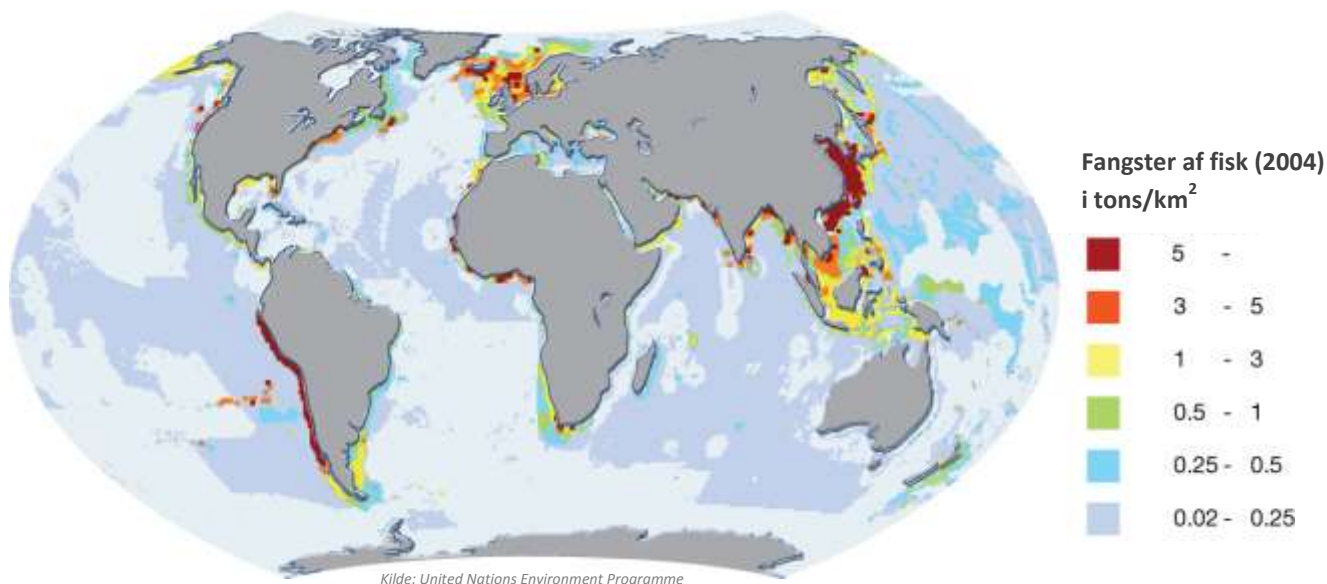 Fangster af fisk (2004)
i tons/km²
5 -
3 - 5
1 - 3
0.5 - 1
0.25 - 0.5
0.02 - 0.25
Kilde: United Nations Environment Programme